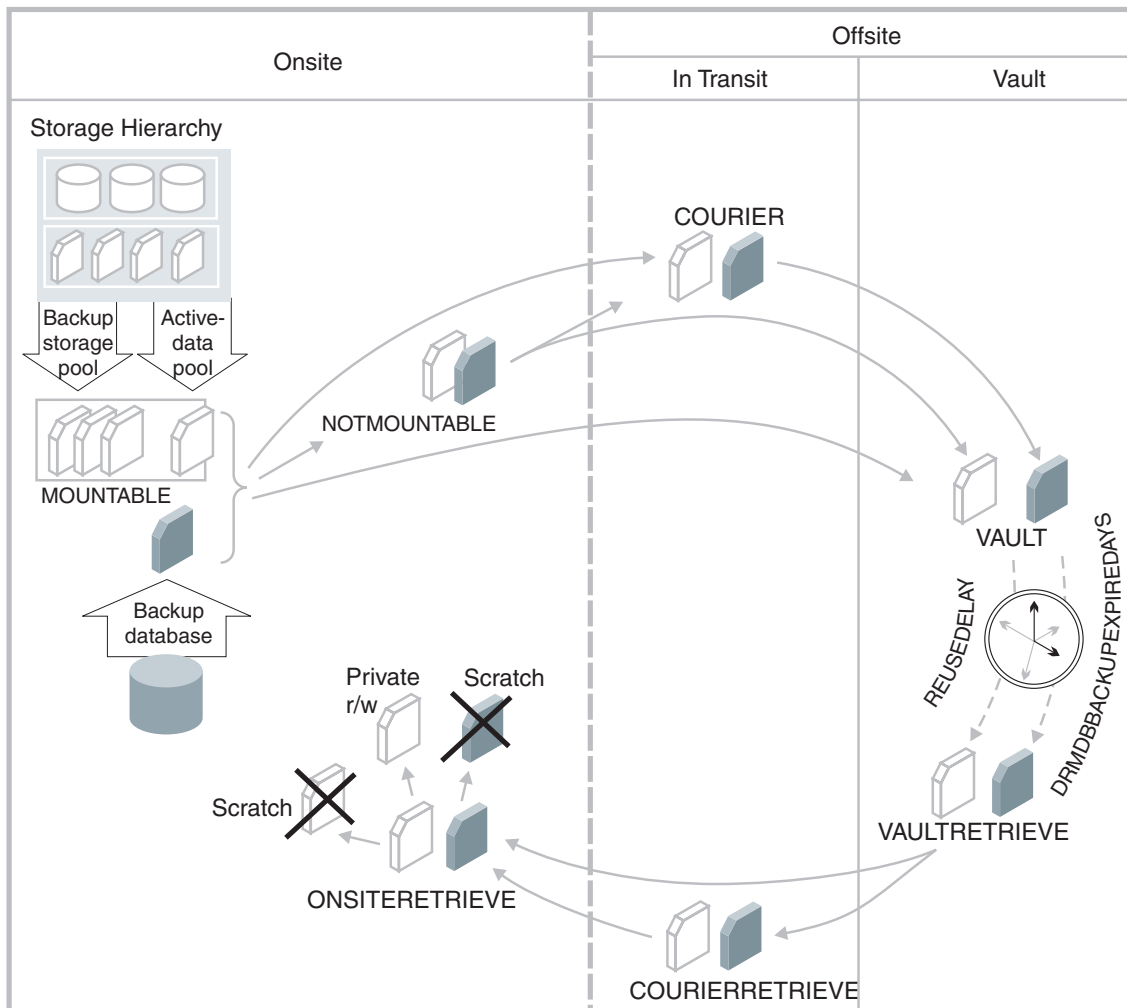 Onsite
Offsite
In Transit
Vault
Storage Hierarchy
COURIER
Backup
storage
pool
Active-
data
pool
NOTMOUNTABLE
MOUNTABLE
VAULT
Backup
database
REUSEDELAY
DRMDBBACKUPEXPIREDAYS
Private
r/w
Scratch
Scratch
VAULTRETRIEVE
ONSITERETRIEVE
COURIERRETRIEVE